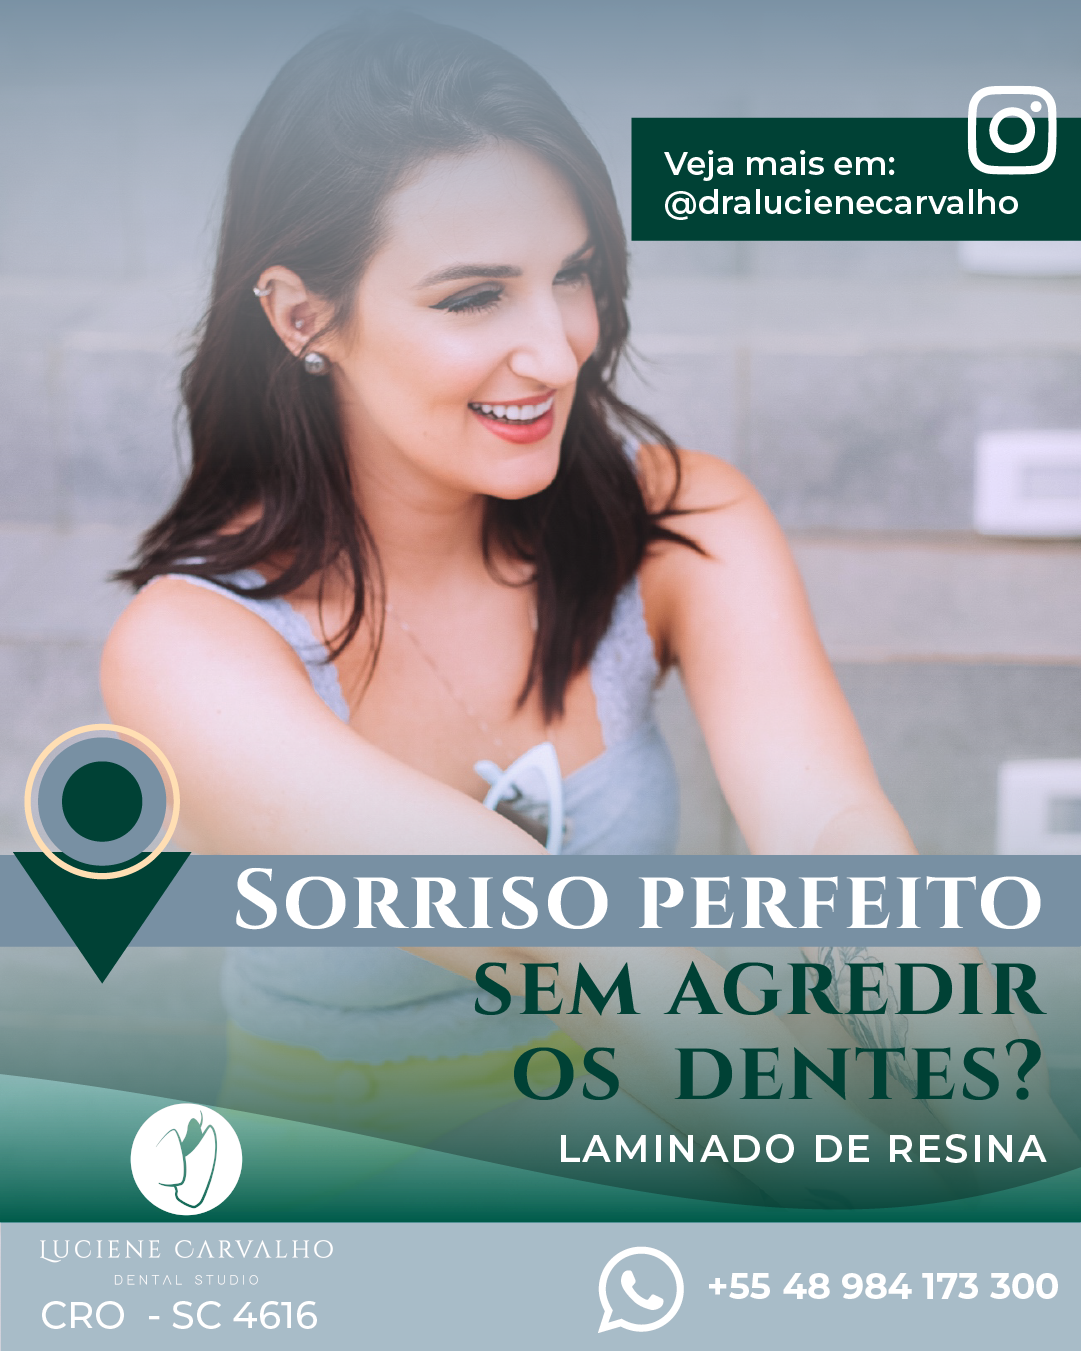 Veja mais em:
@dralucienecarvalho
SORRISO PERFEITO
SEM AGREDIR
OS DENTES?
LAMINADO DE RESINA
LUCIENE CARVALHO
DENTAL STUDIO
CRO - SC 4616
+55 48 984 173 300